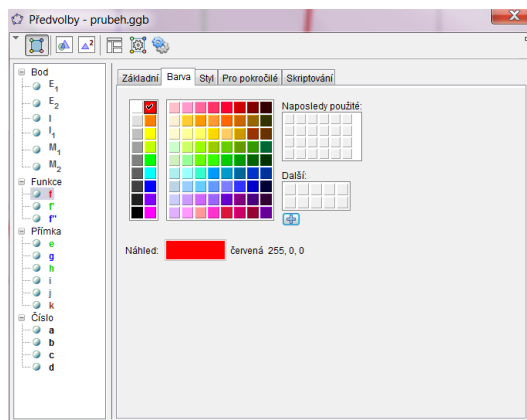 Předvolby - prubeh.ggb
Bod
E1
E2
I
I1
M1
M2
Funkce
f
f'
f''
Přímka
e
g
h
i
j
k
Číslo
a
b
c
d
Základní Barva Styl Pro pokročilé Skriptování
Naposledy použité:
Další:
Náhled: červená 255, 0, 0